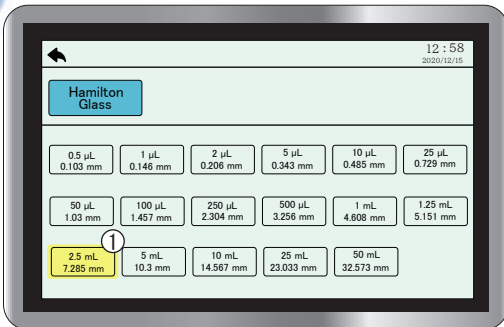 12:58
2020/12/15
Hamilton
Glass
0.5 µL
0.103 mm
1 µL
0.146 mm
2 µL
0.206 mm
5 µL
0.343 mm
10 µL
0.485 mm
25 µL
0.729 mm
50 µL
1.03 mm
100 µL
1.457 mm
250 µL
2.304 mm
500 µL
3.256 mm
1 mL
4.608 mm
1.25 mL
5.151 mm
①
2.5 mL
7.285 mm
5 mL
10.3 mm
10 mL
14.567 mm
25 mL
23.033 mm
50 mL
32.573 mm